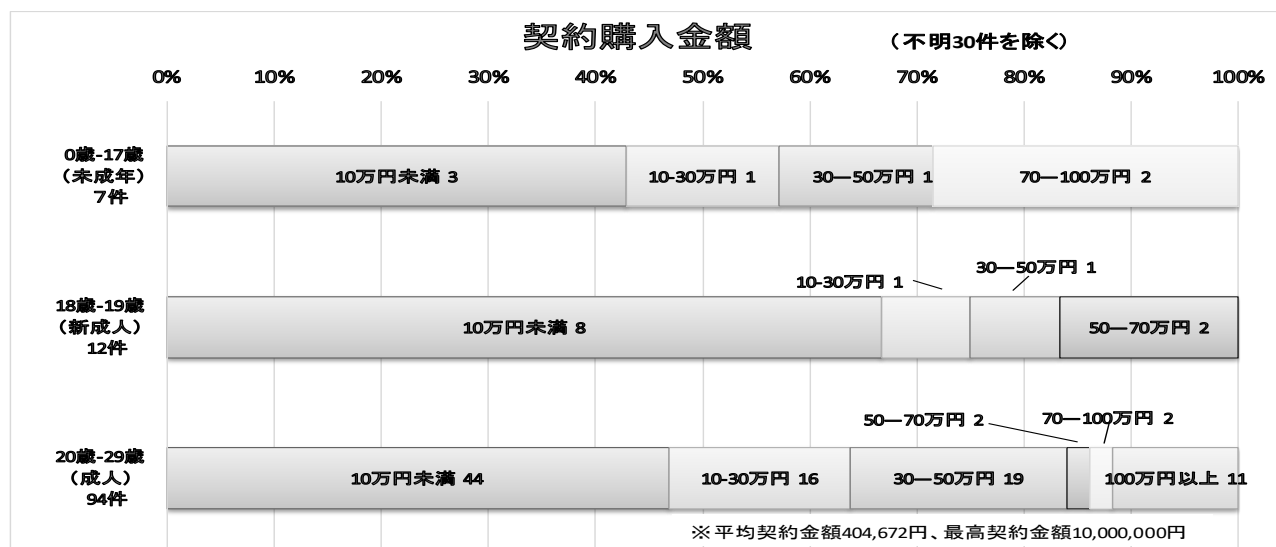 契約購入金額 (不明30件を除く)
0% 10% 20% 30% 40% 50% 60% 70% 80% 90% 100%
0歳-17歳
(未成年)
7件
10万円未満 3 10-30万円 1 30—50万円 1 70—100万円 2
18歳-19歳
(新成人)
12件
10万円未満 8 10-30万円 1 30—50万円 1 50—70万円 2
20歳-29歳
(成人)
94件
10万円未満 44 10-30万円 16 30—50万円 19 50—70万円 2 70—100万円 2 100万円以上 11
※平均契約金額404,672円、最高契約金額10,000,000円